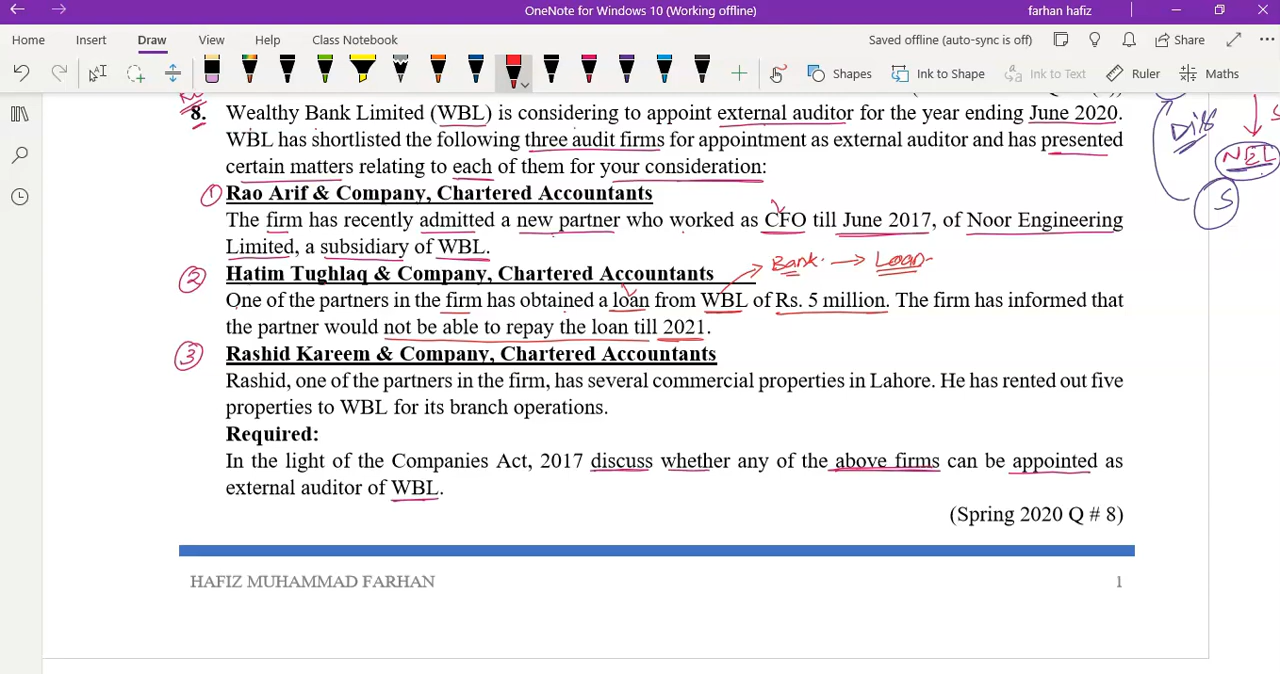 OneNote for Windows 10 (Working offline)
farhan hafiz
Home Insert Draw View Help Class Notebook
Saved offline (auto-sync is off) Share
Shapes Ink to Shape Ink to Text Ruler Maths
8. Wealthy Bank Limited (WBL) is considering to appoint external auditor for the year ending June 2020.
WBL has shortlisted the following three audit firms for appointment as external auditor and has presented
certain matters relating to each of them for your consideration:
NEL
S
1 Rao Arif & Company, Chartered Accountants
The firm has recently admitted a new partner who worked as CFO till June 2017, of Noor Engineering
Limited, a subsidiary of WBL.
Bank → Loan
2 Hatim Tughlaq & Company, Chartered Accountants
One of the partners in the firm has obtained a loan from WBL of Rs. 5 million. The firm has informed that
the partner would not be able to repay the loan till 2021.
3 Rashid Kareem & Company, Chartered Accountants
Rashid, one of the partners in the firm, has several commercial properties in Lahore. He has rented out five
properties to WBL for its branch operations.
Required:
In the light of the Companies Act, 2017 discuss whether any of the above firms can be appointed as
external auditor of WBL.
(Spring 2020 Q # 8)
HAFIZ MUHAMMAD FARHAN 1